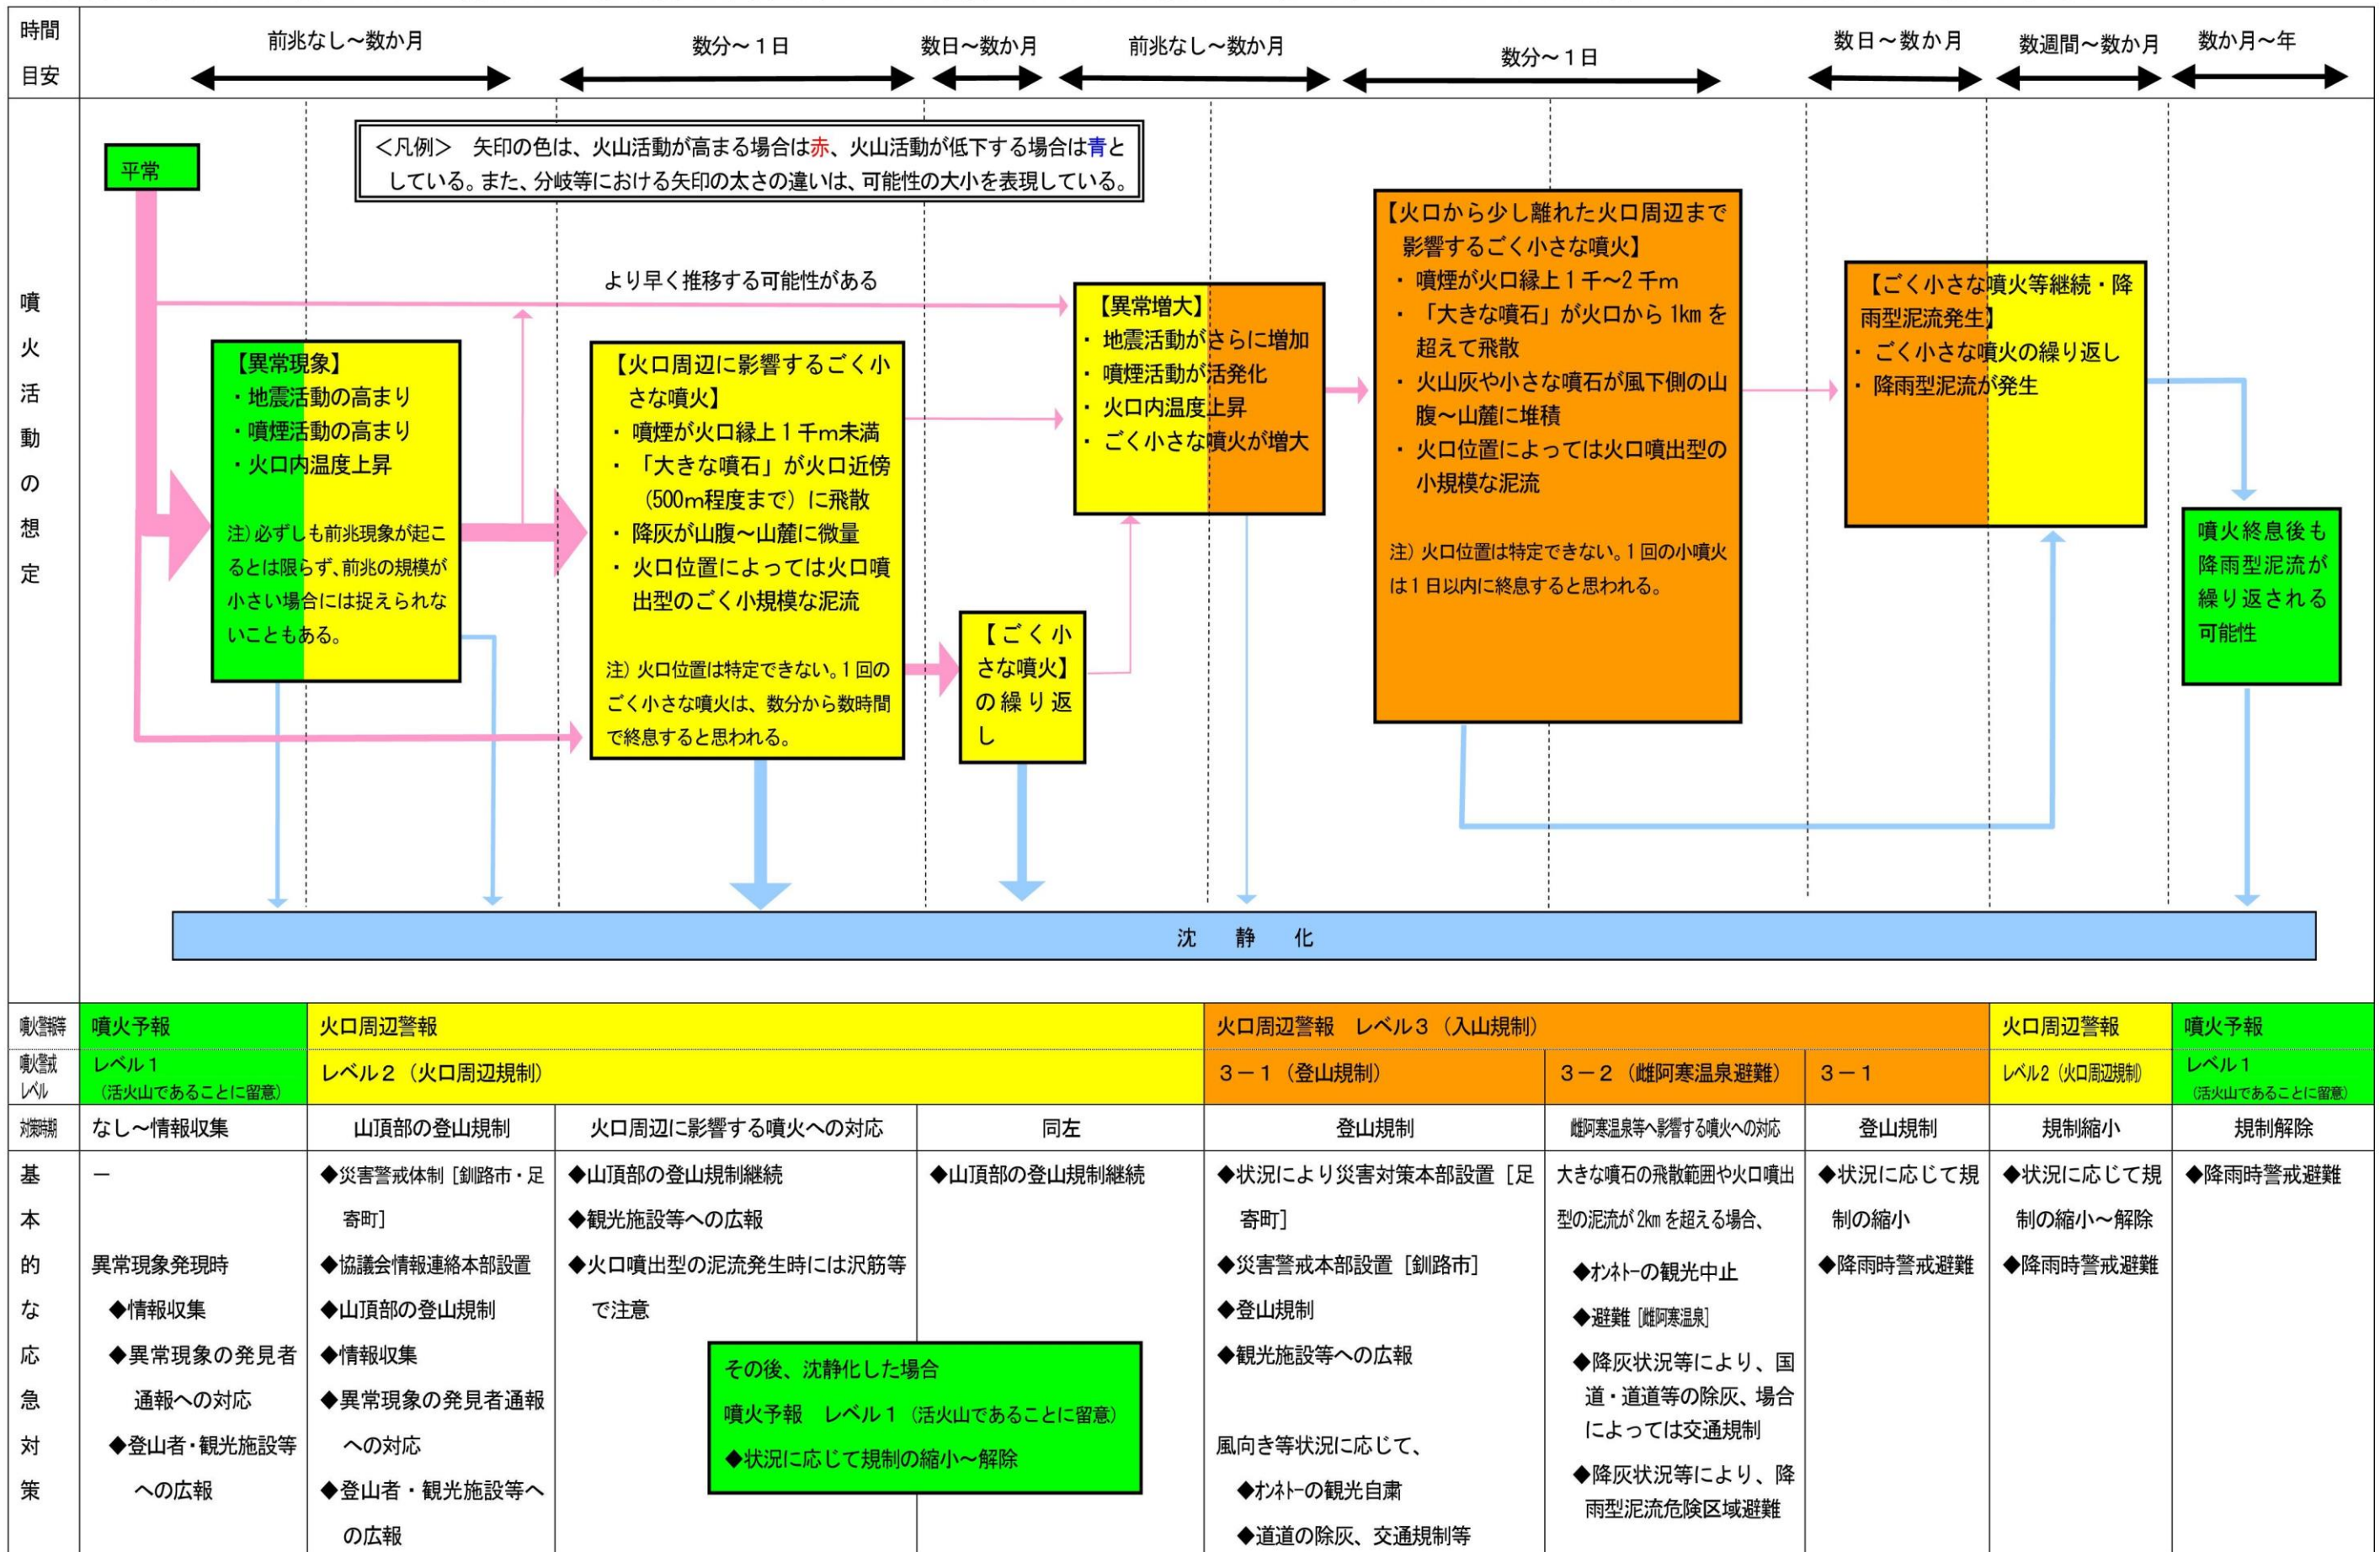 時間
目安
前兆なし～数か月
数分～１日
数日～数か月
前兆なし～数か月
数分～１日
数日～数か月
数週間～数か月
数か月～年
噴火活動の想定
平常
＜凡例＞　矢印の色は、火山活動が高まる場合は赤、火山活動が低下する場合は青と
している。また、分岐等における矢印の太さの違いは、可能性の大小を表現している。
より早く推移する可能性がある
【異常現象】
・地震活動の高まり
・噴煙活動の高まり
・火口内温度上昇
注）必ずしも前兆現象が起こ
るとは限らず、前兆の規模が
小さい場合には捉えられな
いこともある。
【火口周辺に影響するごく小
さな噴火】
・ 噴煙が火口縁上１千ｍ未満
・ 「大きな噴石」が火口近傍
（500ｍ程度まで）に飛散
・ 降灰が山腹～山麓に微量
・ 火口位置によっては火口噴
出型のごく小規模な泥流
注）火口位置は特定できない。１回の
ごく小さな噴火は、数分から数時間
で終息すると思われる。
【ごく小
さな噴火】
の繰り返
し
【異常増大】
・ 地震活動がさらに増加
・ 噴煙活動が活発化
・ 火口内温度上昇
・ ごく小さな噴火が増大
【火口から少し離れた火口周辺まで
影響するごく小さな噴火】
・ 噴煙が火口縁上１千～２千ｍ
・ 「大きな噴石」が火口から 1km を
超えて飛散
・ 火山灰や小さな噴石が風下側の山
腹～山麓に堆積
・ 火口位置によっては火口噴出型の
小規模な泥流
注）火口位置は特定できない。１回の小噴火
は１日以内に終息すると思われる。
【ごく小さな噴火等継続・降
雨型泥流発生】
・ ごく小さな噴火の繰り返し
・ 降雨型泥流が発生
噴火終息後も
降雨型泥流が
繰り返される
可能性
沈　静　化
噴火警報等
噴火予報
火口周辺警報
火口周辺警報　レベル３（入山規制）
火口周辺警報
噴火予報
噴火警戒
レベル
レベル１
（活火山であることに留意）
レベル２（火口周辺規制）
３－１（登山規制）
３－２（雌阿寒温泉避難）
３－１
レベル２（火口周辺規制）
レベル１
（活火山であることに留意）
対策時期
なし～情報収集
山頂部の登山規制
火口周辺に影響する噴火への対応
同左
登山規制
雌阿寒温泉等へ影響する噴火への対応
登山規制
規制縮小
規制解除
基本的な応急対策
－
異常現象発現時
◆情報収集
◆異常現象の発見者
通報への対応
◆登山者・観光施設等
への広報
◆災害警戒体制［釧路市・足
寄町］
◆協議会情報連絡本部設置
◆山頂部の登山規制
◆情報収集
◆異常現象の発見者通報
への対応
◆登山者・観光施設等へ
の広報
◆山頂部の登山規制継続
◆観光施設等への広報
◆火口噴出型の泥流発生時には沢筋等
で注意
◆山頂部の登山規制継続
その後、沈静化した場合
噴火予報　レベル１（活火山であることに留意）
◆状況に応じて規制の縮小～解除
◆状況により災害対策本部設置［足
寄町］
◆災害警戒本部設置［釧路市］
◆登山規制
◆観光施設等への広報
風向き等状況に応じて、
◆ｵﾝﾈﾄｰの観光自粛
◆道道の除灰、交通規制等
大きな噴石の飛散範囲や火口噴出
型の泥流が 2km を超える場合、
◆ｵﾝﾈﾄｰの観光中止
◆避難［雌阿寒温泉］
◆降灰状況等により、国
道・道道等の除灰、場合
によっては交通規制
◆降灰状況等により、降
雨型泥流危険区域避難
◆状況に応じて規
制の縮小
◆降雨時警戒避難
◆状況に応じて規
制の縮小～解除
◆降雨時警戒避難
◆降雨時警戒避難